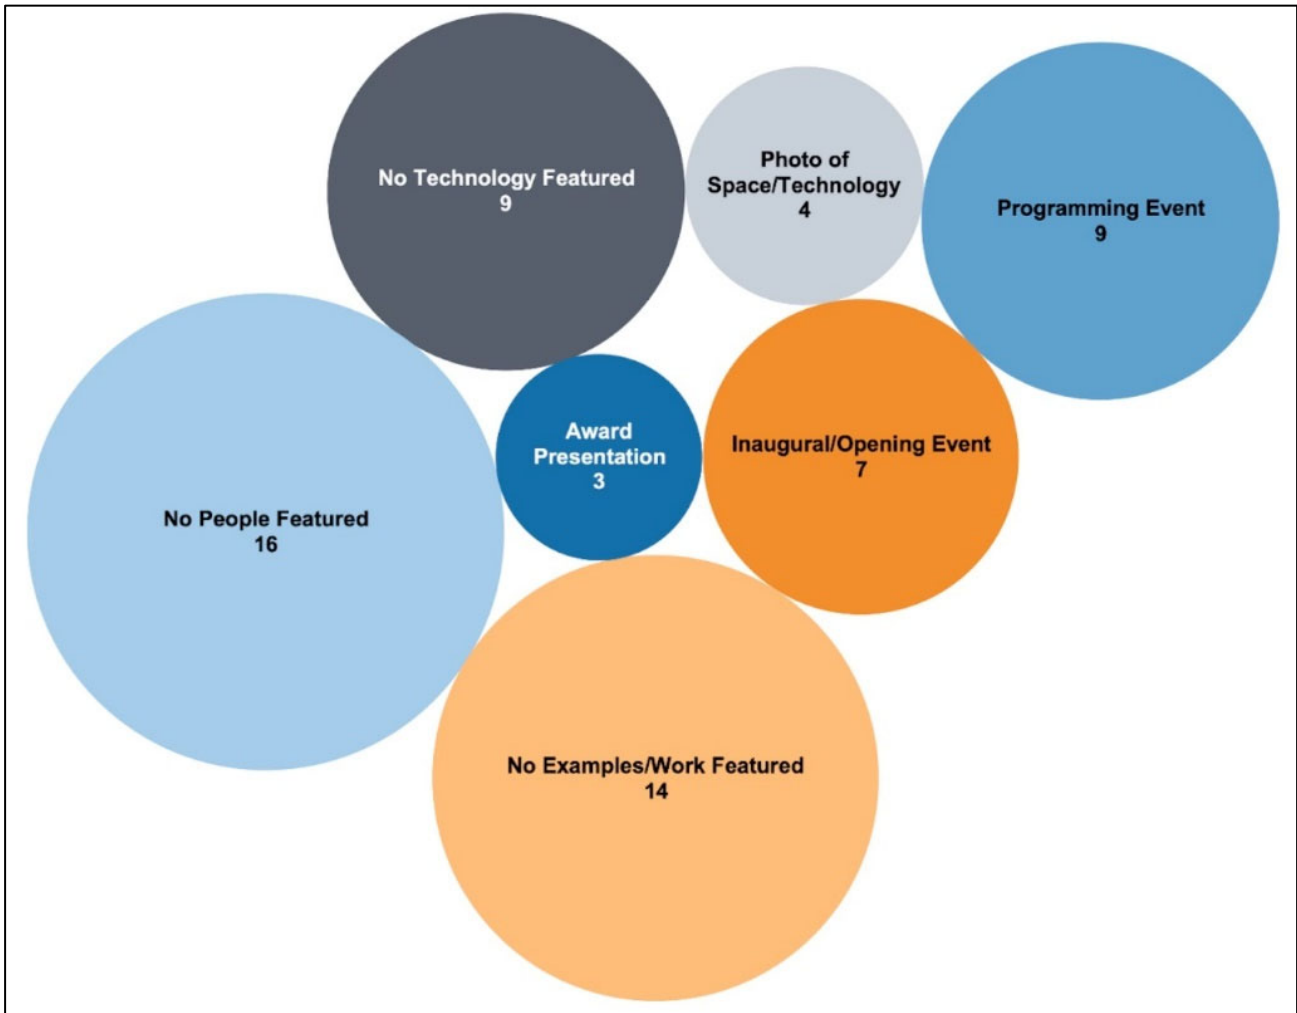 No Technology Featured
9
Photo of
Space/Technology
4
Programming Event
9
Award
Presentation
3
Inaugural/Opening Event
7
No People Featured
16
No Examples/Work Featured
14